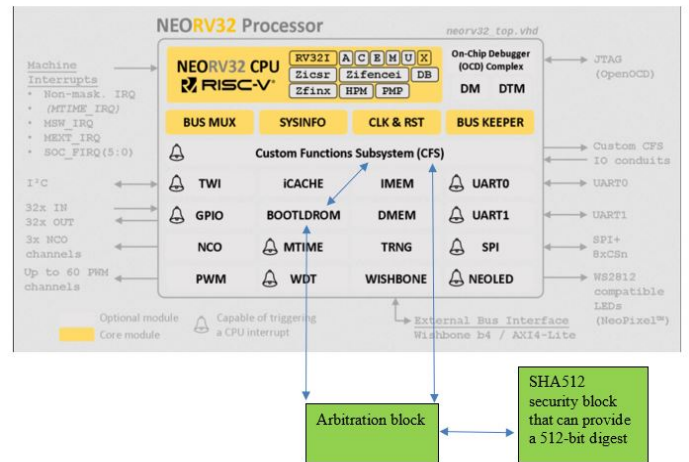 NEORV32 Processor
neorv32_top.vhd
Machine
Interrupts
• Non-mask. IRQ
• (MTIME_IRQ)
• MSW_IRQ
• MEXT_IRQ
• SOC_FIRQ(5:0)
I²C
32x IN
32x OUT
3x NCO
channels
Up to 60 PWM
channels
NEORV32 CPU
RISC-V®
RV32I A C E M U X
Zicsr Zifencei DB
Zfinx HPM PMP
On-Chip Debugger
(OCD) Complex
DM DTM
BUS MUX SYSINFO CLK & RST BUS KEEPER
Custom Functions Subsystem (CFS)
TWI iCACHE IMEM UART0
GPIO BOOTLDROM DMEM UART1
NCO MTIME TRNG SPI
PWM WDT WISHBONE NEOLED
JTAG
(OpenOCD)
Custom CFS
IO conduits
UART0
UART1
SPI+
8xCSn
WS2812
compatible
LEDs
(NeoPixel™)
Optional module
Core module
Capable of triggering
a CPU interrupt
External Bus Interface
Wishbone b4 / AXI4-Lite
Arbitration block
SHA512
security block
that can provide
a 512-bit digest